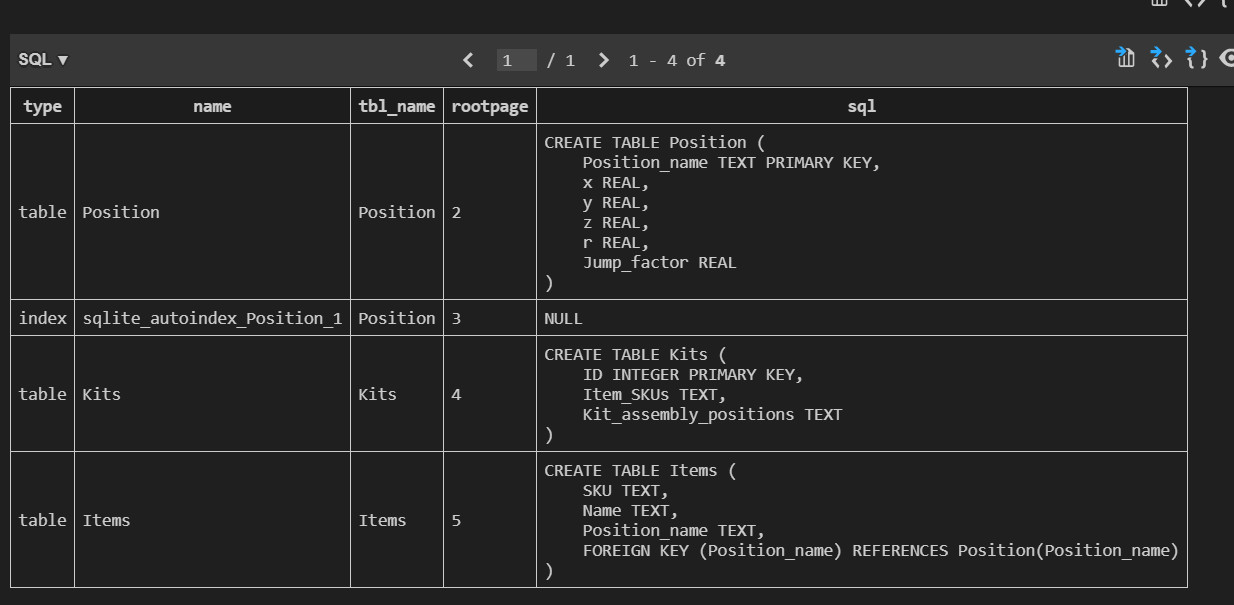 SQL ▼
1 / 1 1 - 4 of 4
type name tbl_name rootpage sql
table Position Position 2
CREATE TABLE Position (
    Position_name TEXT PRIMARY KEY,
    x REAL,
    y REAL,
    z REAL,
    r REAL,
    Jump_factor REAL
)
index sqlite_autoindex_Position_1 Position 3 NULL
table Kits Kits 4
CREATE TABLE Kits (
    ID INTEGER PRIMARY KEY,
    Item_SKUs TEXT,
    Kit_assembly_positions TEXT
)
table Items Items 5
CREATE TABLE Items (
    SKU TEXT,
    Name TEXT,
    Position_name TEXT,
    FOREIGN KEY (Position_name) REFERENCES Position(Position_name)
)